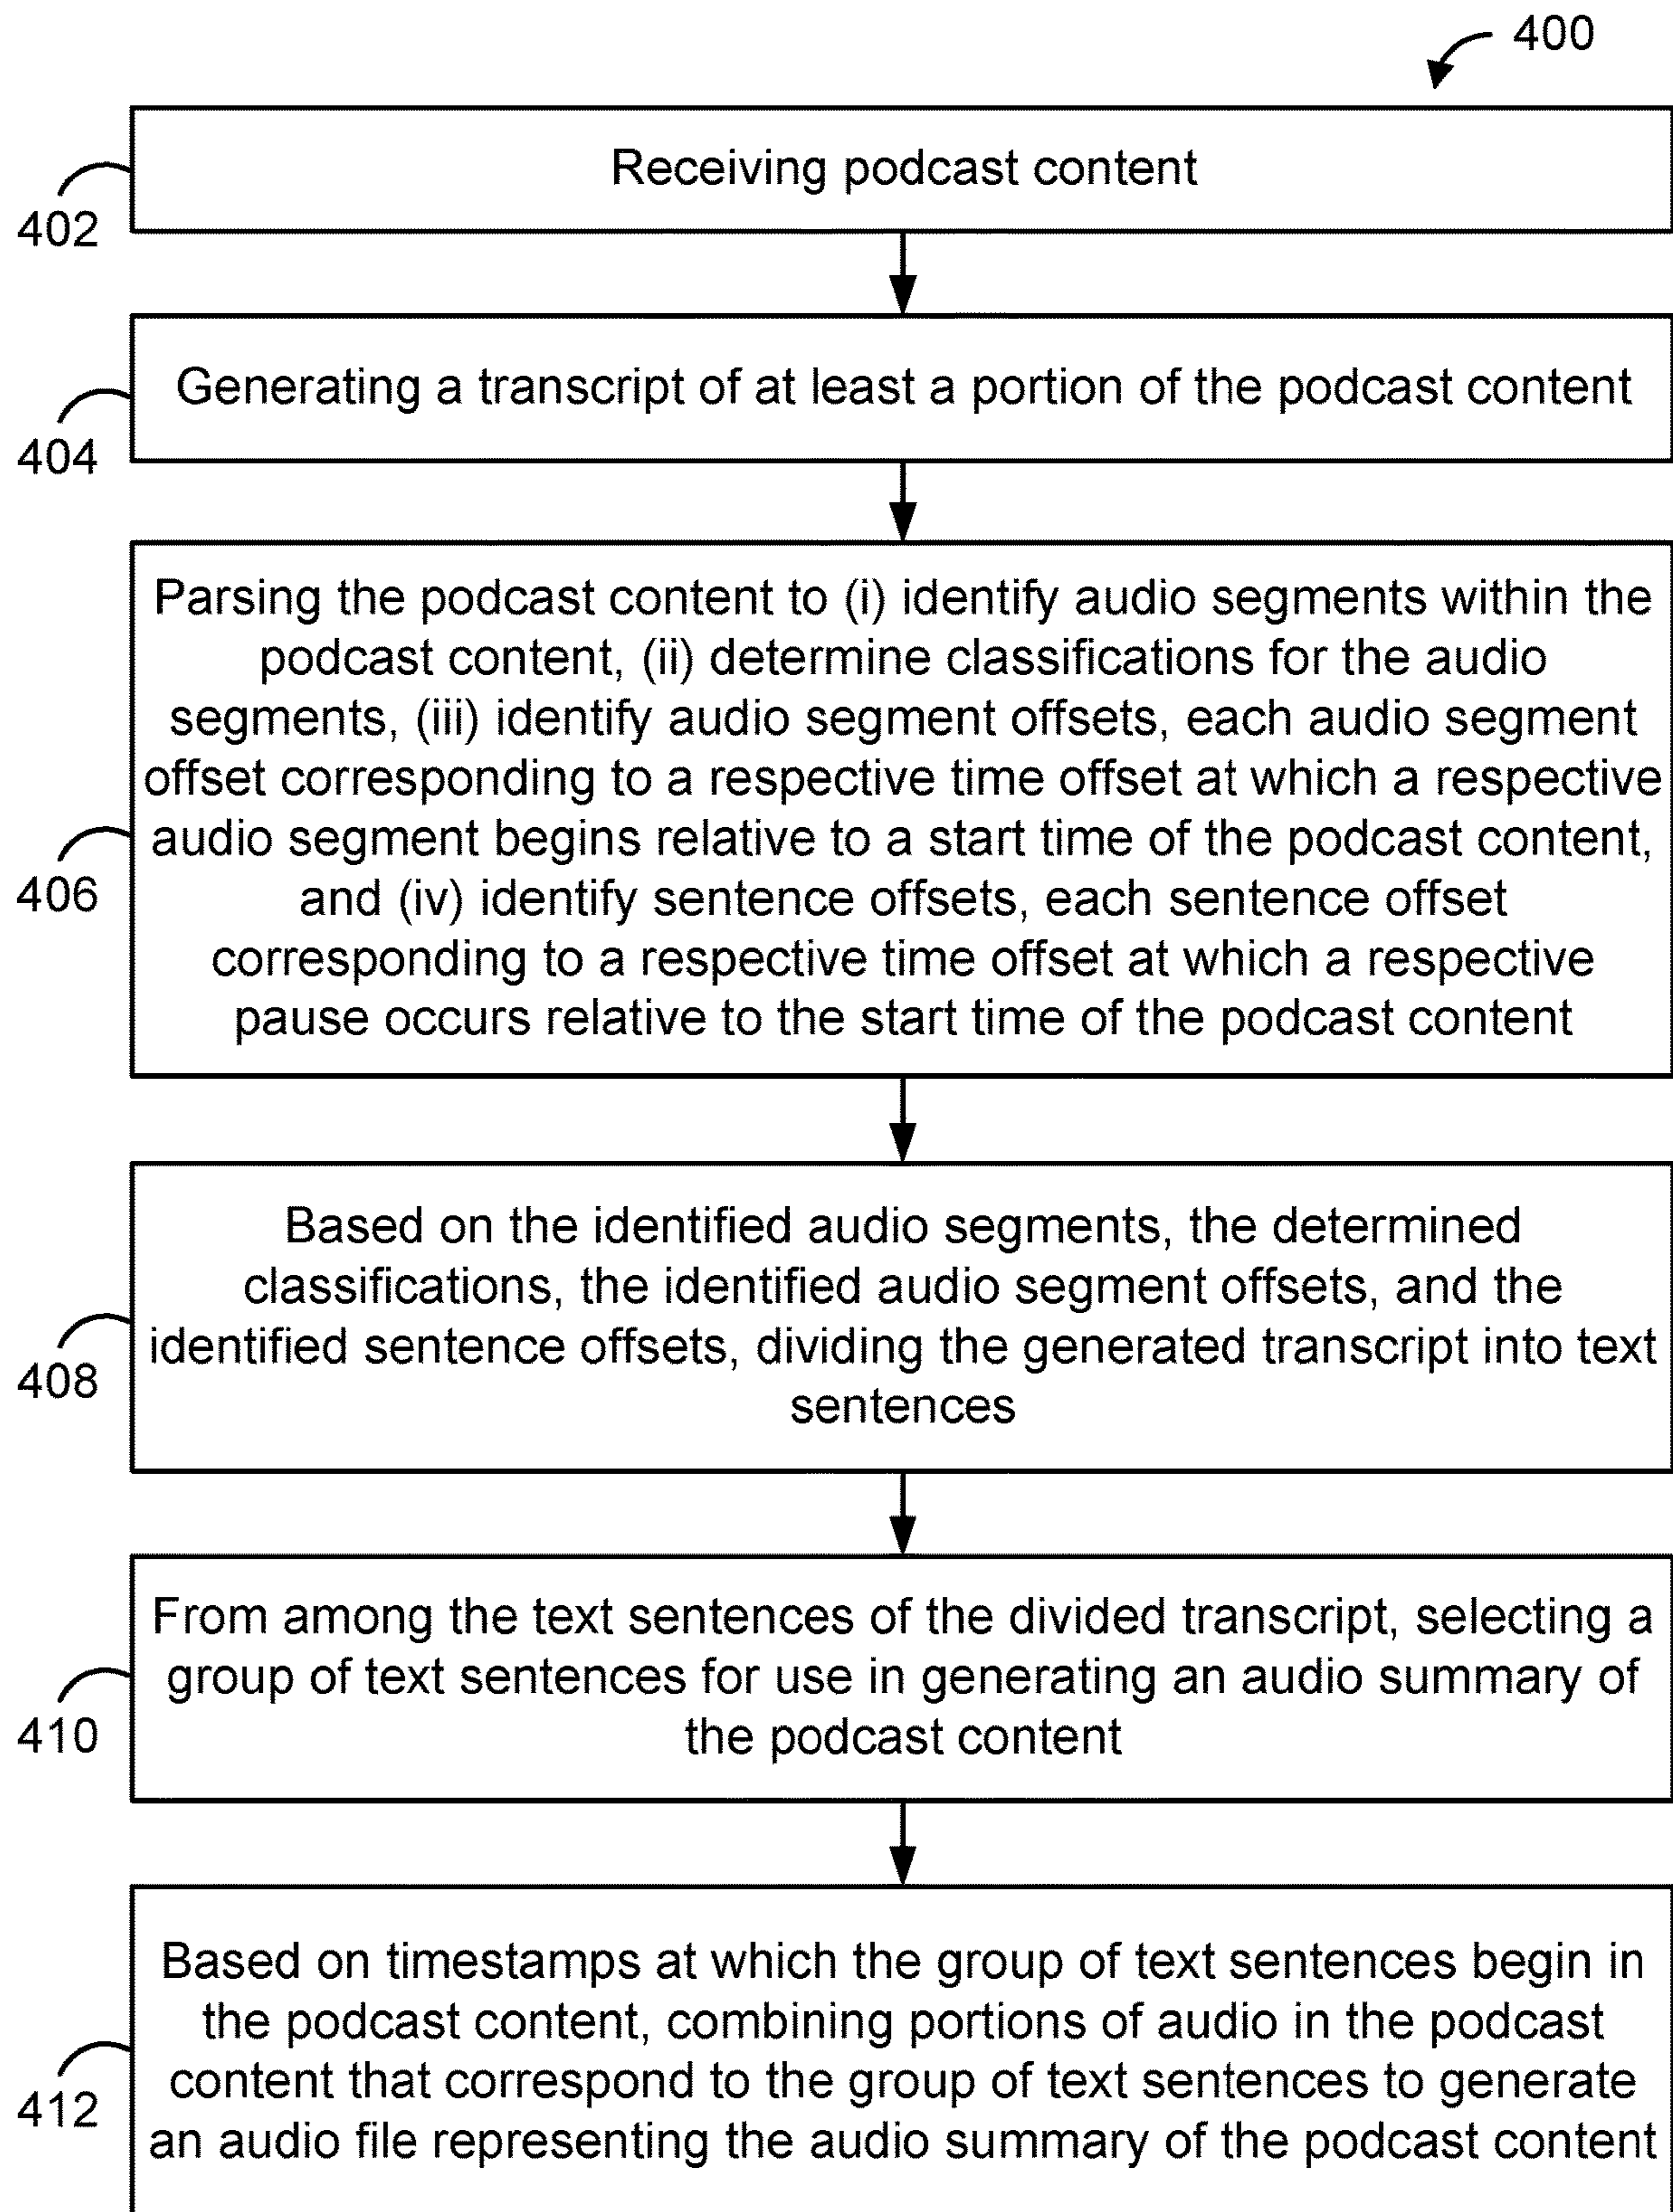 400
Receiving podcast content
402
Generating a transcript of at least a portion of the podcast content
404
Parsing the podcast content to (i) identify audio segments within the
podcast content, (ii) determine classifications for the audio
segments, (iii) identify audio segment offsets, each audio segment
offset corresponding to a respective time offset at which a respective
audio segment begins relative to a start time of the podcast content,
and (iv) identify sentence offsets, each sentence offset
corresponding to a respective time offset at which a respective
pause occurs relative to the start time of the podcast content
406
Based on the identified audio segments, the determined
classifications, the identified audio segment offsets, and the
identified sentence offsets, dividing the generated transcript into text
sentences
408
From among the text sentences of the divided transcript, selecting a
group of text sentences for use in generating an audio summary of
the podcast content
410
Based on timestamps at which the group of text sentences begin in
the podcast content, combining portions of audio in the podcast
content that correspond to the group of text sentences to generate
an audio file representing the audio summary of the podcast content
412